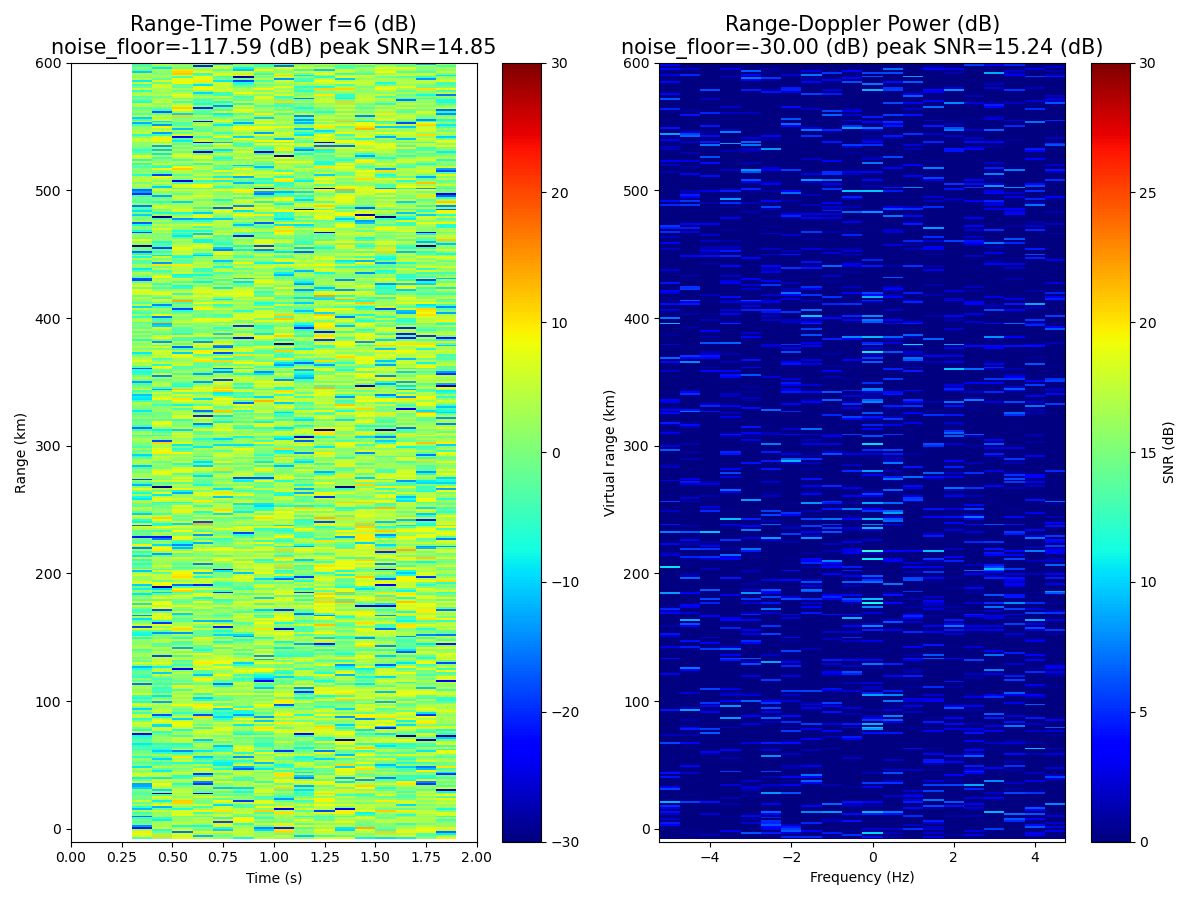 Range-Time Power f=6 (dB)
noise_floor=-117.59 (dB) peak SNR=14.85
600
500
400
300
200
100
0
Range (km)
0.00 0.25 0.50 0.75 1.00 1.25 1.50 1.75 2.00
Time (s)
30
20
10
0
−10
−20
−30
Range-Doppler Power (dB)
noise_floor=-30.00 (dB) peak SNR=15.24 (dB)
600
500
400
300
200
100
0
Virtual range (km)
−4 −2 0 2 4
Frequency (Hz)
30
25
20
15
10
5
0
SNR (dB)